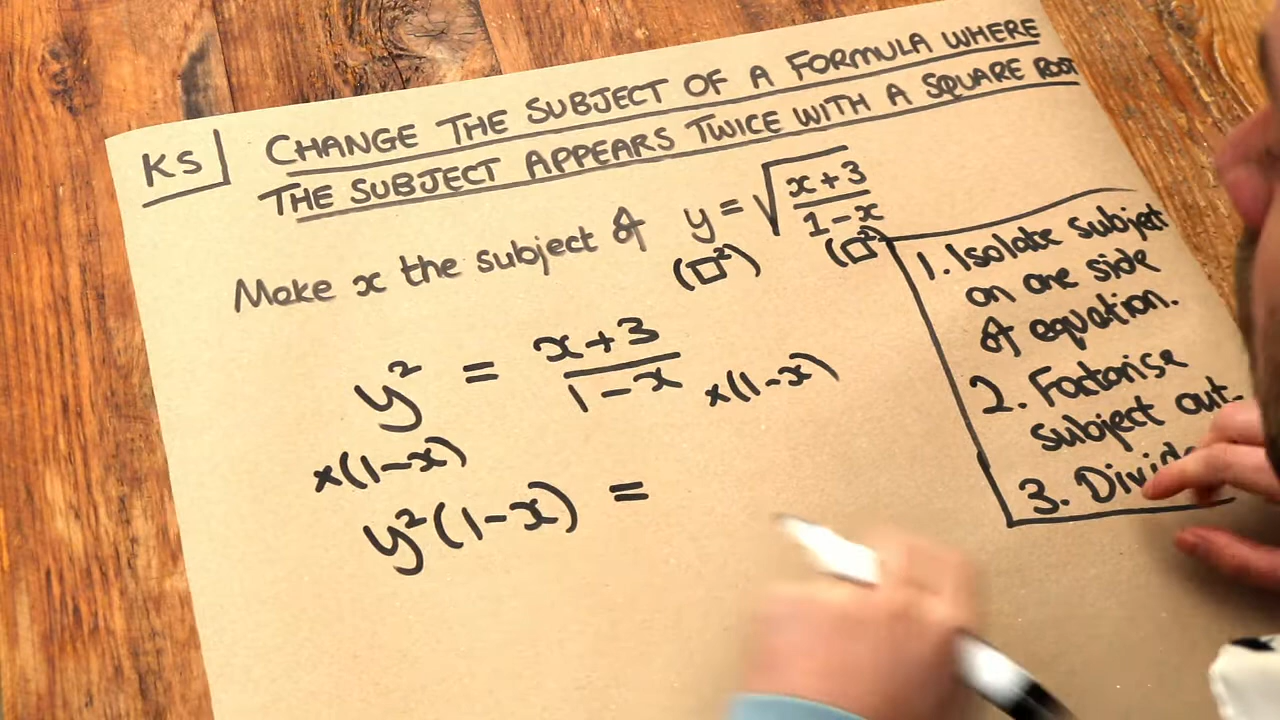 KS
CHANGE THE SUBJECT OF A FORMULA WHERE
THE SUBJECT APPEARS TWICE WITH A SQUARE ROOT
Make x the subject of y = √((x+3)/(1-x))
(□²) (□²)
y² = (x+3)/(1-x)
×(1-x) ×(1-x)
y²(1-x) =
1. Isolate subject
on one side
of equation.
2. Factorise
subject out.
3.